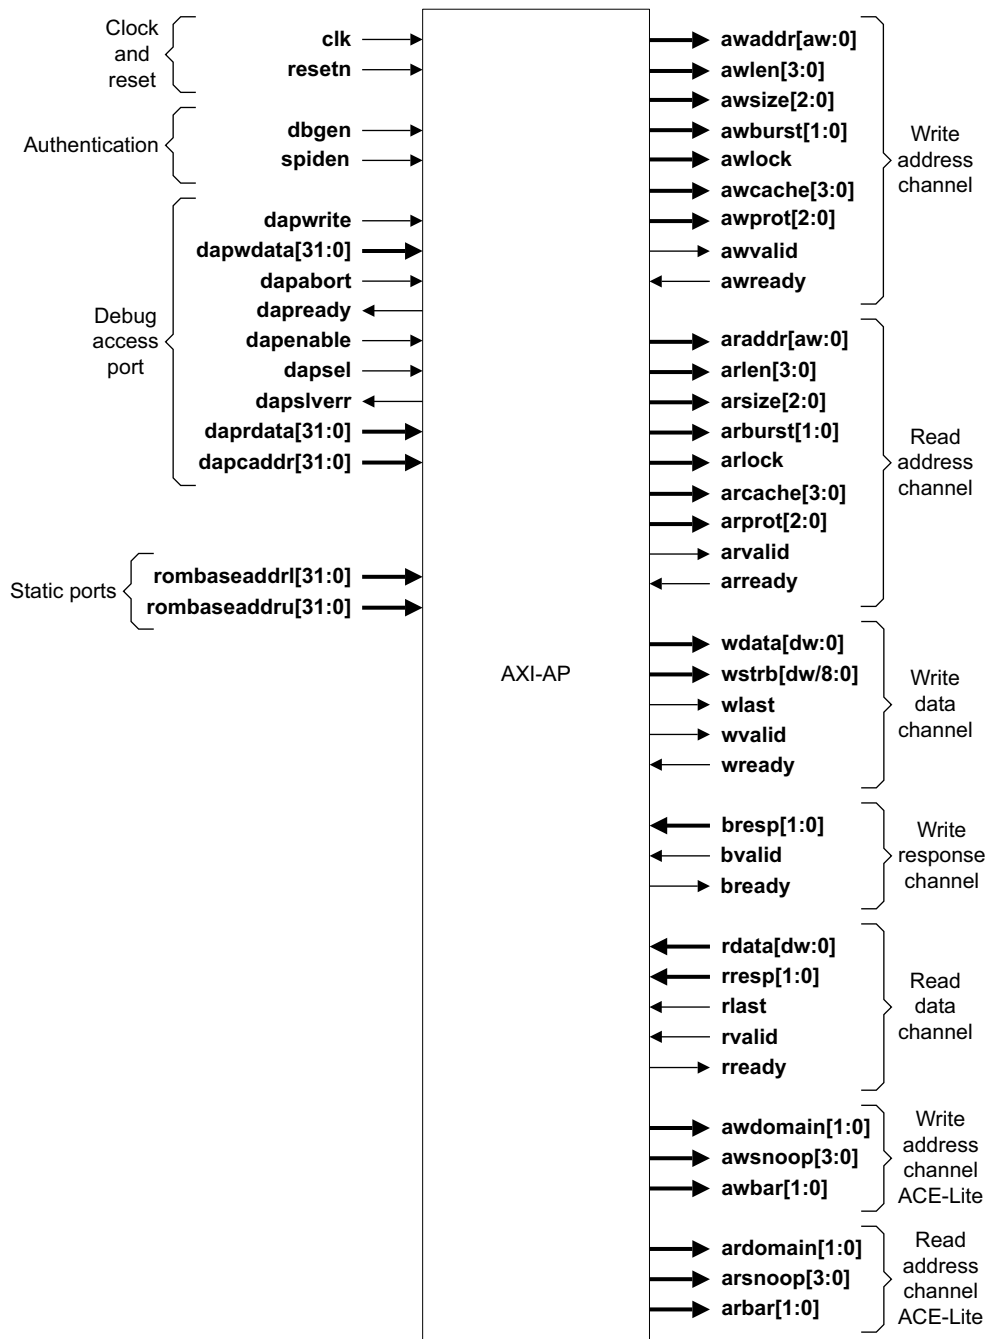 Clock
and
reset
clk
resetn
Authentication
dbgen
spiden
Debug
access
port
dapwrite
dapwdata[31:0]
dapabort
dapready
dapenable
dapsel
dapslverr
daprdata[31:0]
dapcaddr[31:0]
Static ports
rombaseaddrl[31:0]
rombaseaddru[31:0]
AXI-AP
awaddr[aw:0]
awlen[3:0]
awsize[2:0]
awburst[1:0]
awlock
awcache[3:0]
awprot[2:0]
awvalid
awready
Write
address
channel
araddr[aw:0]
arlen[3:0]
arsize[2:0]
arburst[1:0]
arlock
arcache[3:0]
arprot[2:0]
arvalid
arready
Read
address
channel
wdata[dw:0]
wstrb[dw/8:0]
wlast
wvalid
wready
Write
data
channel
bresp[1:0]
bvalid
bready
Write
response
channel
rdata[dw:0]
rresp[1:0]
rlast
rvalid
rready
Read
data
channel
awdomain[1:0]
awsnoop[3:0]
awbar[1:0]
Write
address
channel
ACE-Lite
ardomain[1:0]
arsnoop[3:0]
arbar[1:0]
Read
address
channel
ACE-Lite